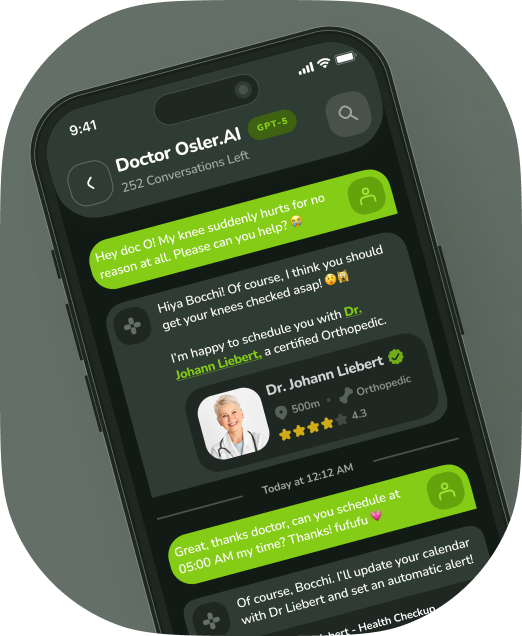 9:41
Doctor Osler.AI GPT-5
252 Conversations Left
Hey doc O! My knee suddenly hurts for no
reason at all. Please can you help? 😭
Hiya Bocchi! Of course, I think you should
get your knees checked asap! 🤕🙀
I'm happy to schedule you with Dr.
Johann Liebert, a certified Orthopedic.
Dr. Johann Liebert
500m • Orthopedic
4.3
Today at 12:12 AM
Great, thanks doctor, can you schedule at
05:00 AM my time? Thanks! fufufu 💗
Of course, Bocchi. I'll update your calendar
with Dr Liebert and set an automatic alert!
- Health Checkup